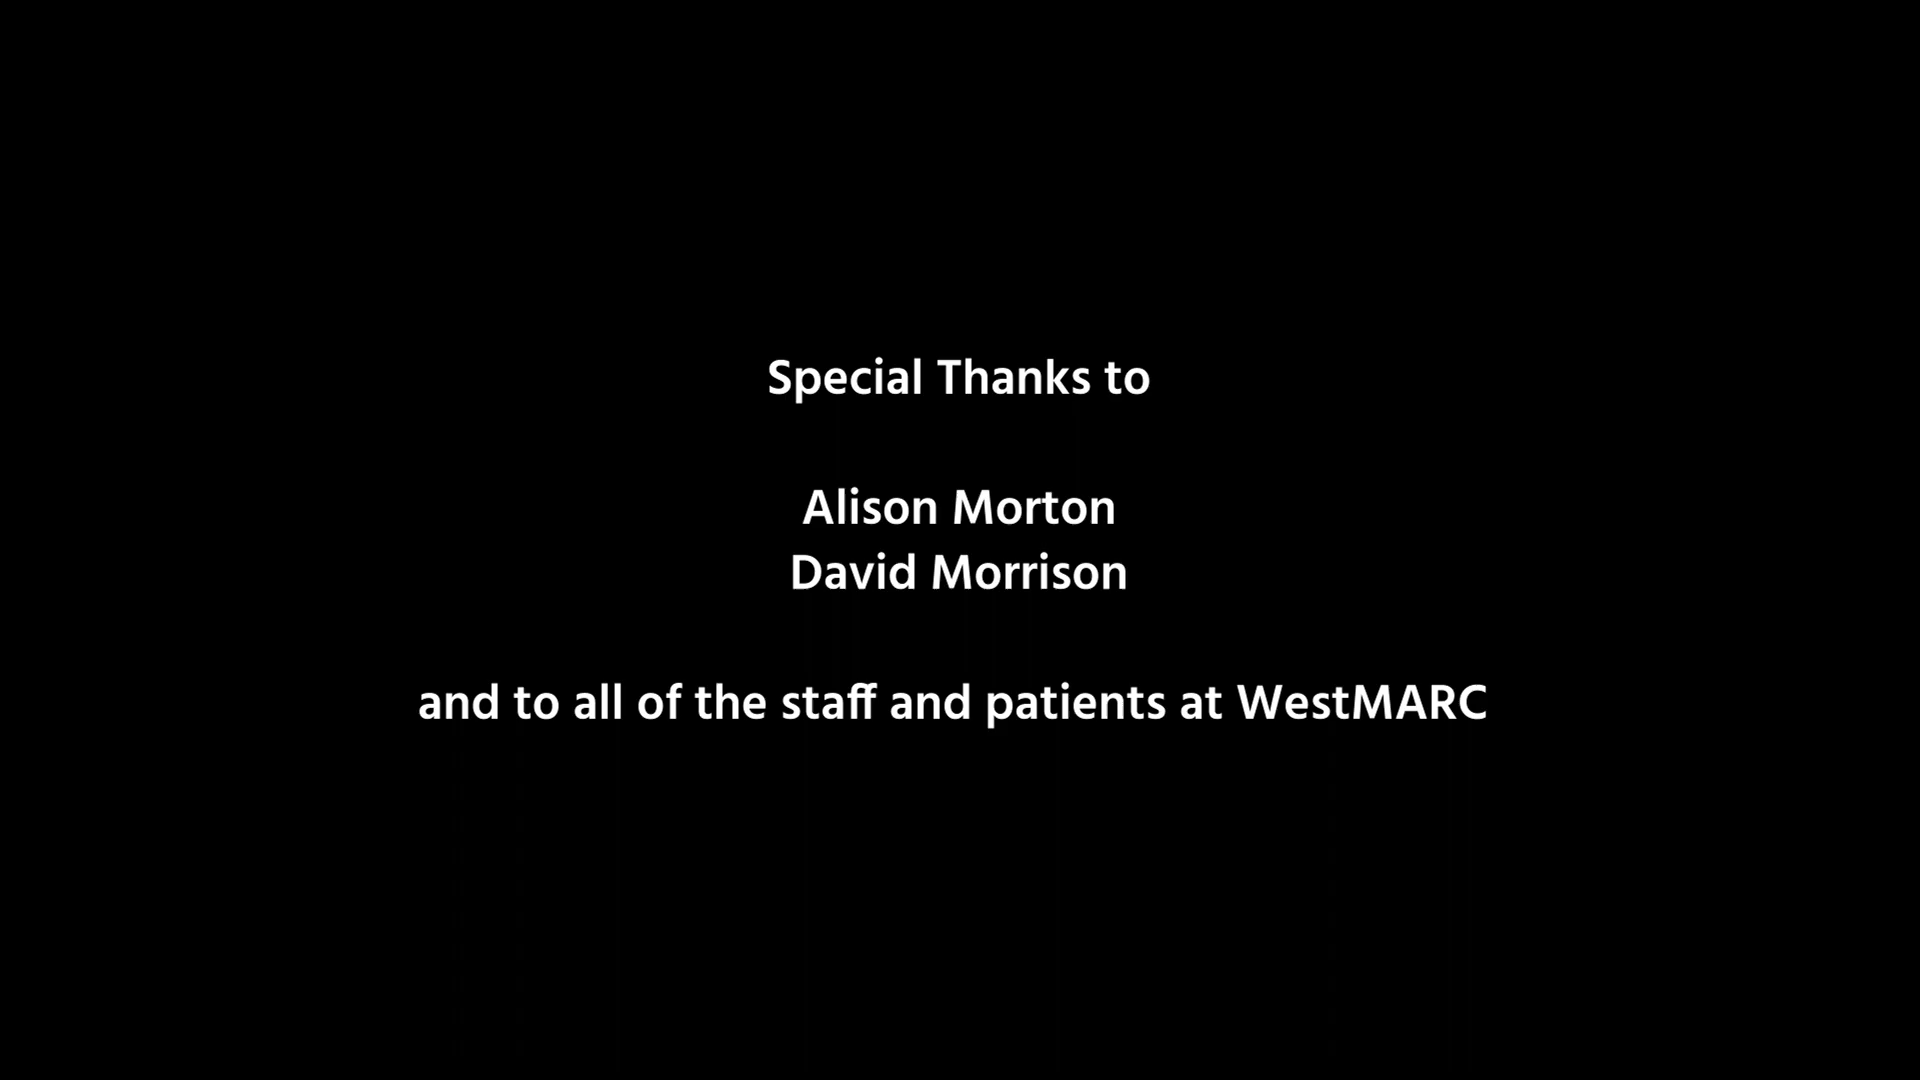 Special Thanks to
Alison Morton
David Morrison
and to all of the staff and patients at WestMARC